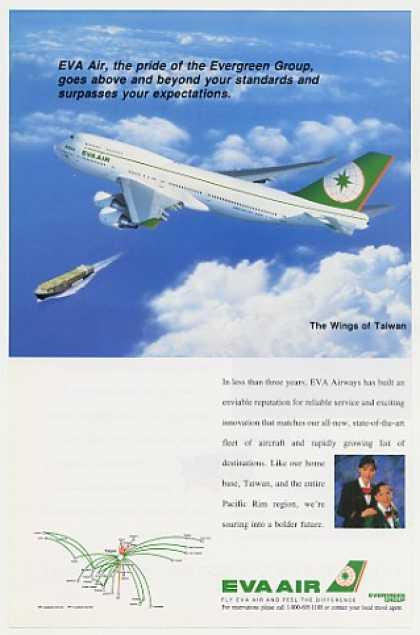 EVA Air, the pride of the Evergreen Group,
goes above and beyond your standards and
surpasses your expectations.
EVA AIR
The Wings of Taiwan
In less than three years, EVA Airways has built an
enviable reputation for reliable service and exciting
innovation that matches our all-new, state-of-the-art
fleet of aircraft and rapidly growing list of
destinations. Like our home
base, Taiwan, and the entire
Pacific Rim region, we're
soaring into a bolder future.
EVA AIR
FLY EVA AIR AND FEEL THE DIFFERENCE
EVERGREEN
GROUP
For reservations please call 1-800-695-1188 or contact your local travel agent.